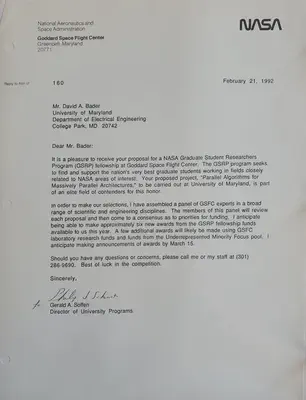 National Aeronautics and
Space Administration
Goddard Space Flight Center
Greenbelt, Maryland
20771
NASA
160
February 21, 1992
Mr. David A. Bader
University of Maryland
Department of Electrical Engineering
College Park, MD 20742
Dear Mr. Bader:
It is a pleasure to receive your proposal for a NASA Graduate Student Researchers
Program (GSRP) fellowship at Goddard Space Flight Center. The GSRP program seeks
to find and support the nation's very best graduate students working in fields closely
related to NASA areas of interest. Your proposed project, "Parallel Algorithms for
Massively Parallel Architectures," to be carried out at University of Maryland, is part
of an elite field of contenders for this honor.
In order to make our selections, I have assembled a panel of GSFC experts in a broad
range of scientific and engineering disciplines. The members of this panel will review
each proposal and then come to a consensus as to priorities for funding. I anticipate
being able to make approximately six new awards from the GSRP fellowship funds
available to us this year. A few additional awards will likely be made using GSFC
laboratory research funds and funds from the Underrepresented Minority Focus pool. I
anticipate making announcements of awards by March 15.
Should you have any questions or concerns, please call me or my staff at (301)
286-9690. Best of luck in the competition.
Sincerely,
Gerald A. Soffen
Director of University Programs